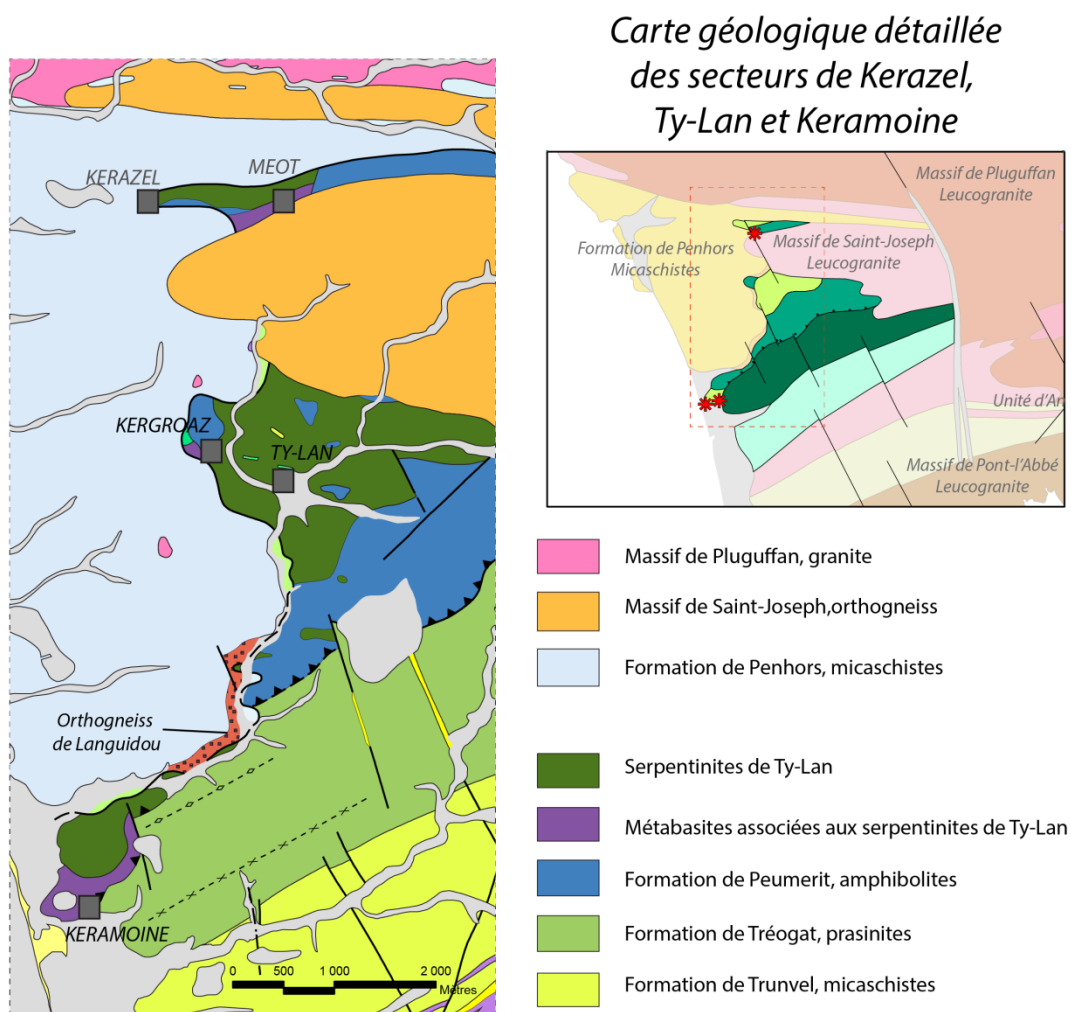 Carte géologique détaillée
des secteurs de Kerazel,
Ty-Lan et Keramoine
KERAZEL
MEOT
KERGROAZ
TY-LAN
Orthogneiss
de Languidou
KERAMOINE
0 500 1 000 2 000
Mètres
Massif de Pluguffan
Leucogranite
Formation de Penhors
Micaschistes
Massif de Saint-Joseph
Leucogranite
Unité d'Ar
Massif de Pont-l'Abbé
Leucogranite
Massif de Pluguffan, granite
Massif de Saint-Joseph,orthogneiss
Formation de Penhors, micaschistes
Serpentinites de Ty-Lan
Métabasites associées aux serpentinites de Ty-Lan
Formation de Peumerit, amphibolites
Formation de Tréogat, prasinites
Formation de Trunvel, micaschistes